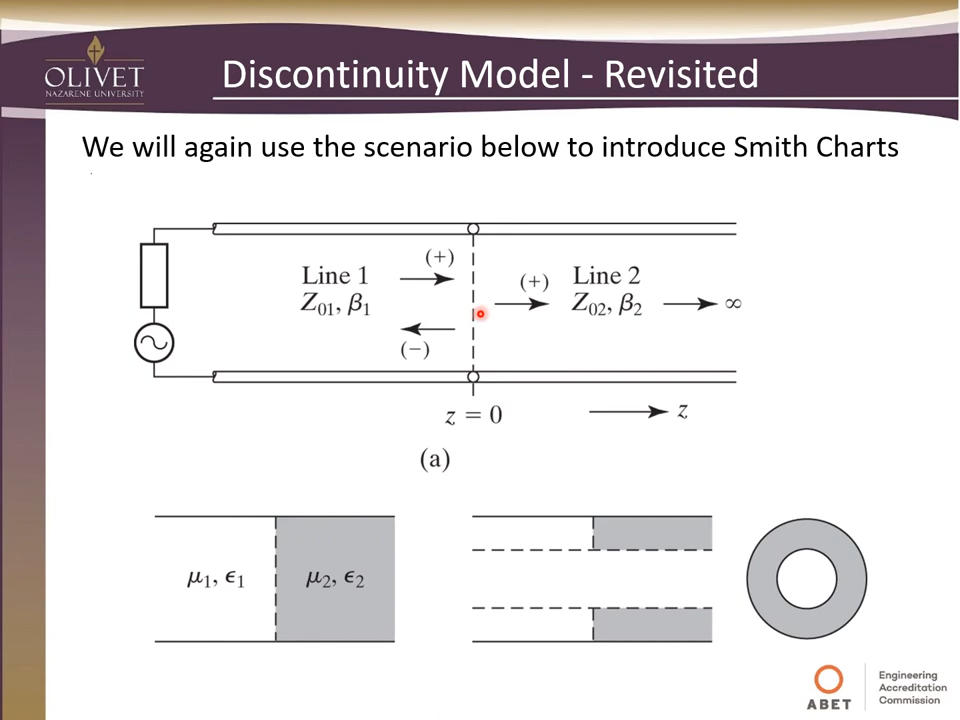 OLIVET
NAZARENE UNIVERSITY
Discontinuity Model - Revisited
We will again use the scenario below to introduce Smith Charts
(+)
Line 1
Z01, β1
(−)
(+)
Line 2
Z02, β2
∞
z = 0
z
(a)
μ1, ϵ1
μ2, ϵ2
ABET
Engineering
Accreditation
Commission